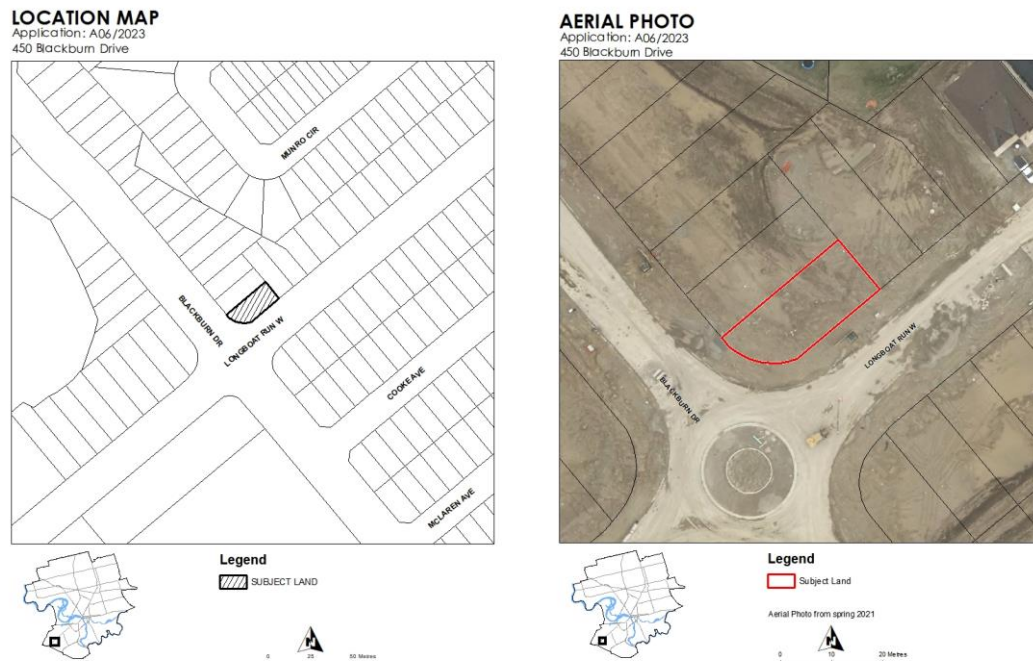 LOCATION MAP
Application: A06/2023
450 Blackburn Drive
MUNRO CIR
BLACKBURN DR
LONGBOAT RUN W
COOKE AVE
MCLAREN AVE
Legend
SUBJECT LAND
N
0 25 50 Metres
AERIAL PHOTO
Application: A06/2023
450 Blackburn Drive
LONGBOAT RUN W
BLACKBURN DR
Legend
Subject Land
Aerial Photo from spring 2021
N
0 10 20 Metres